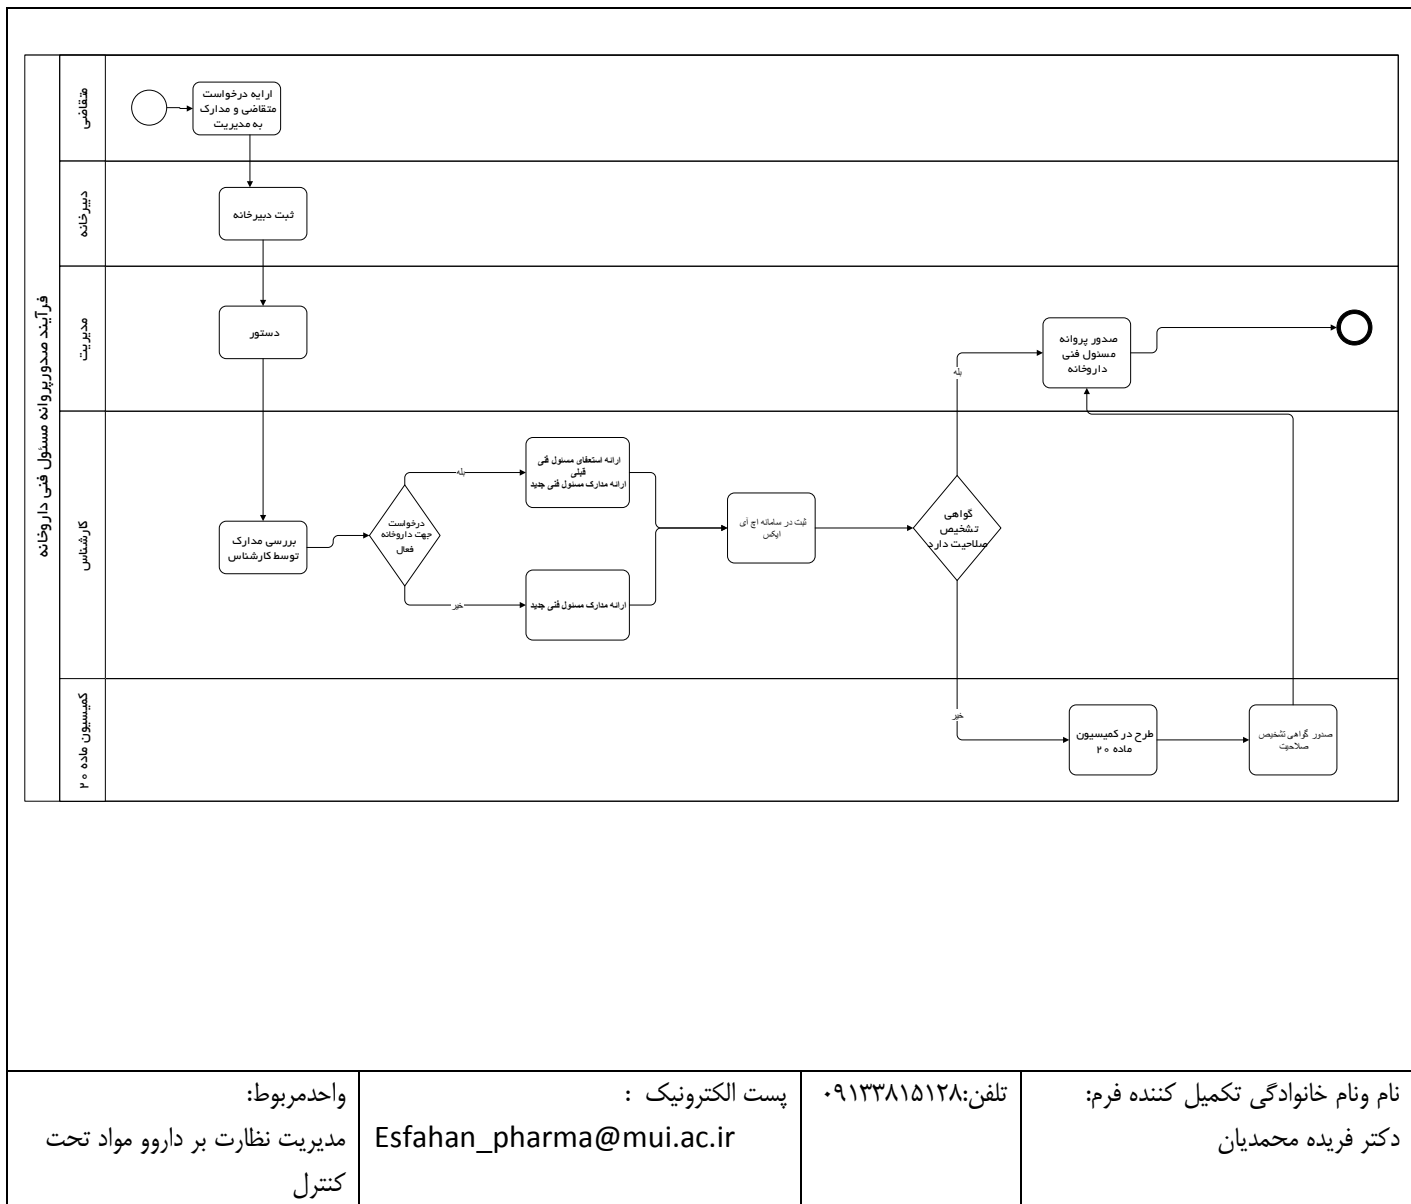 فرآیند صدورپروانه مسئول فنی داروخانه
متقاضی
ارایه درخواست
متقاضی و مدارک
به مدیریت
دبیرخانه
ثبت دبیرخانه
مدیریت
دستور
صدور پروانه
مسئول فنی
داروخانه
کارشناس
بررسی مدارک
توسط کارشناس
درخواست
جهت داروخانه
فعال
بله
ارائه استعفای مسئول فنی
قبلی
ارائه مدارک مسئول فنی جدید
خیر
ارائه مدارک مسئول فنی جدید
ثبت در سامانه اچ آی
ایکس
گواهی
تشخیص
صلاحیت دارد
بله
خیر
کمیسیون ماده ۲۰
طرح در کمیسیون
ماده ۲۰
صدور گواهی تشخیص
صلاحیت
نام ونام خانوادگی تکمیل کننده فرم:
دکتر فریده محمدیان
تلفن:۰۹۱۳۳۸۱۵۱۲۸
پست الکترونیک :
Esfahan_pharma@mui.ac.ir
واحدمربوط:
مدیریت نظارت بر داروو مواد تحت
کنترل